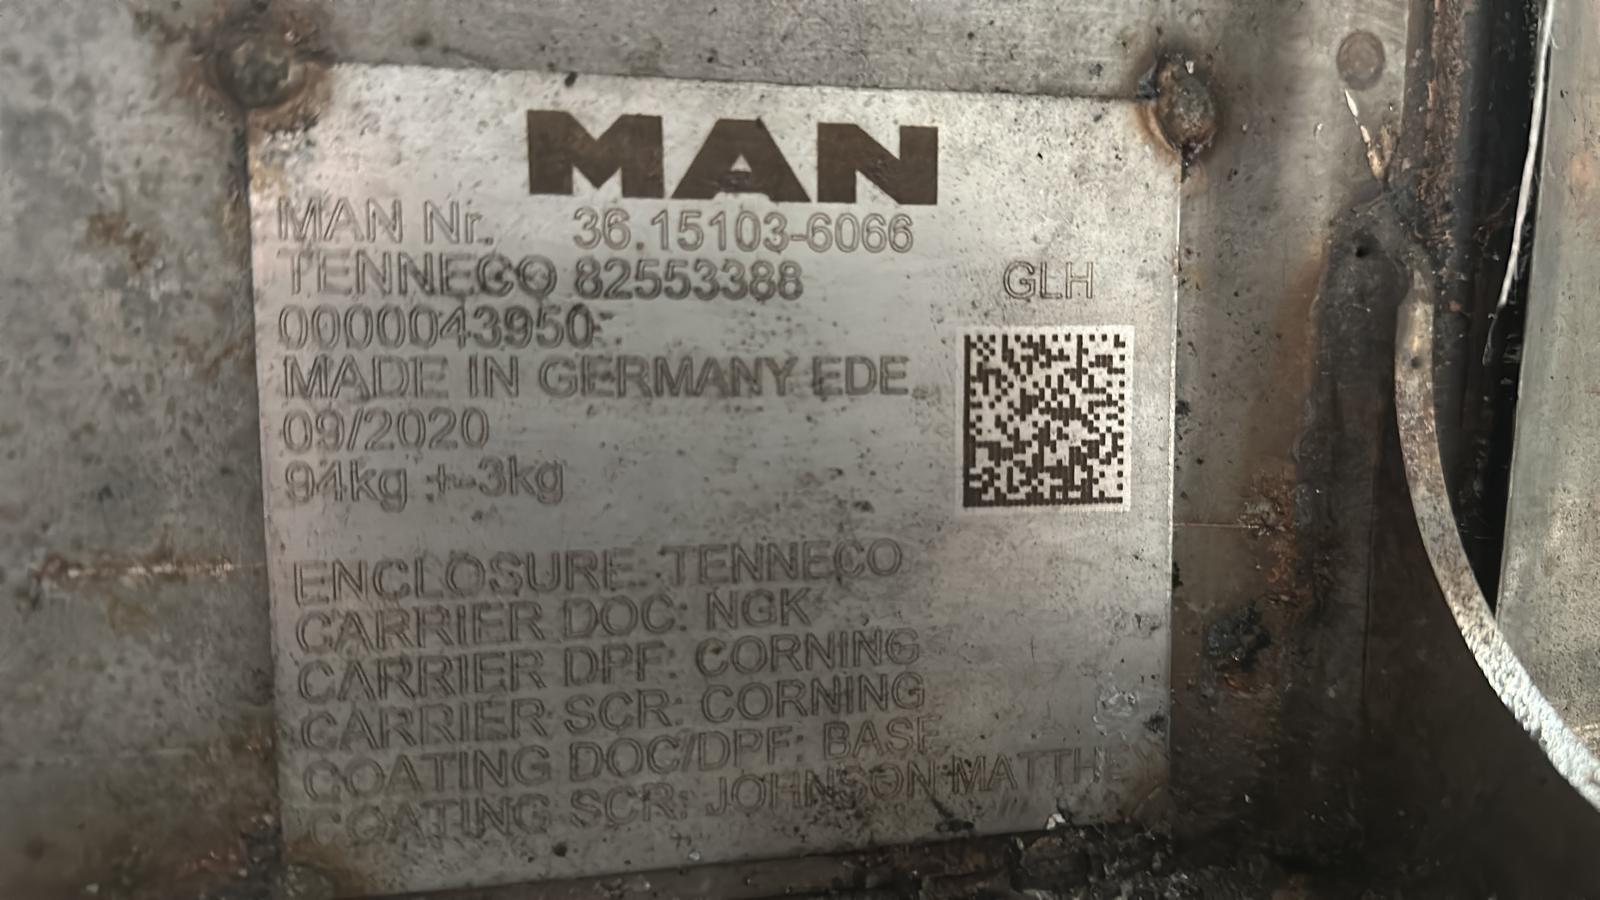 MAN
MAN Nr. 36.15103-6066
TENNECO 82553388 GLH
0000043950
MADE IN GERMANY EDE
09/2020
94kg +-3kg
ENCLOSURE: TENNECO
CARRIER DOC: NGK
CARRIER DPF: CORNING
CARRIER SCR: CORNING
COATING DOC/DPF: BASF
COATING SCR: JOHNSON MATTHEY